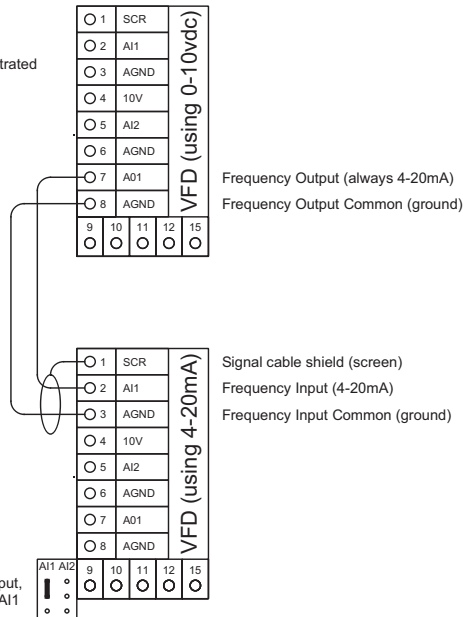 trated
1 SCR
2 AI1
3 AGND
4 10V
5 AI2
6 AGND
7 A01
8 AGND
9 10 11 12 15
VFD (using 0-10vdc)
Frequency Output (always 4-20mA)
Frequency Output Common (ground)
1 SCR
2 AI1
3 AGND
4 10V
5 AI2
6 AGND
7 A01
8 AGND
9 10 11 12 15
VFD (using 4-20mA)
Signal cable shield (screen)
Frequency Input (4-20mA)
Frequency Input Common (ground)
AI1 AI2
put,
AI1